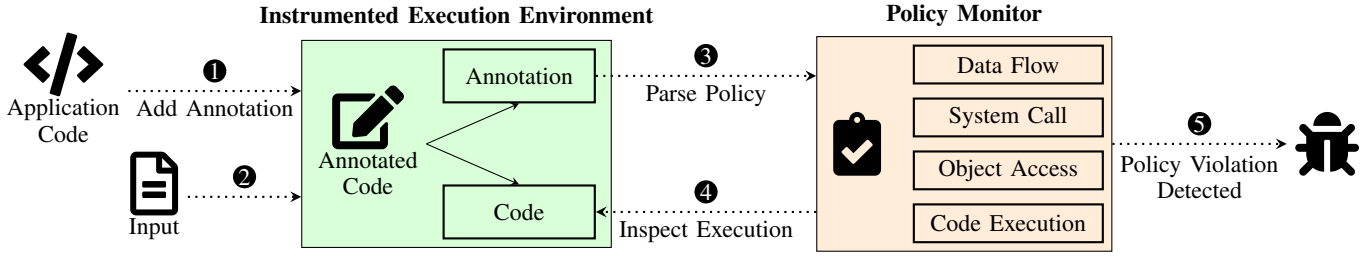 Instrumented Execution Environment
Policy Monitor
</>
Application
Code
❶
Add Annotation
Input
❷
Annotated
Code
Annotation
Code
❸
Parse Policy
❹
Inspect Execution
Data Flow
System Call
Object Access
Code Execution
❺
Policy Violation
Detected